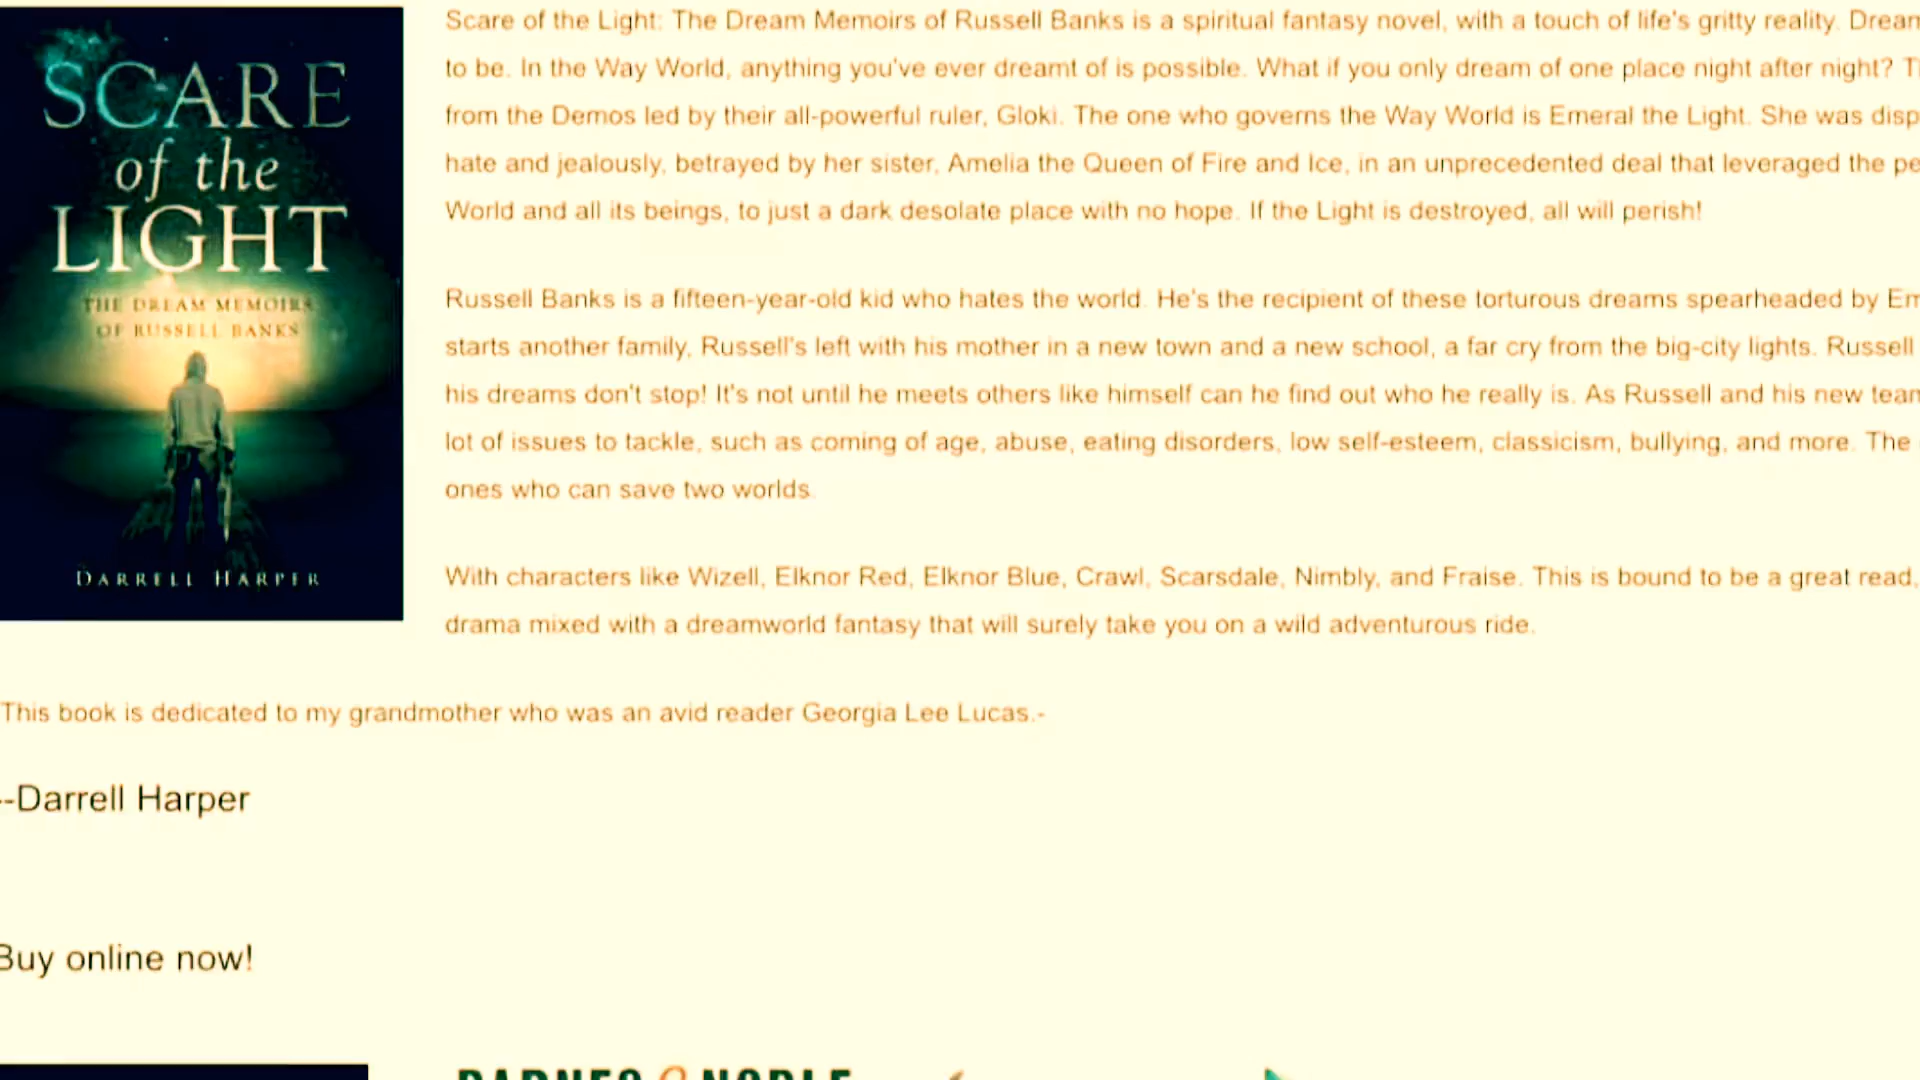 SCARE
of the
LIGHT
THE DREAM MEMOIRS
OF RUSSELL BANKS
DARRELL HARPER
Scare of the Light: The Dream Memoirs of Russell Banks is a spiritual fantasy novel, with a touch of life's gritty reality.
to be. In the Way World, anything you've ever dreamt of is possible. What if you only dream of one place night after night?
from the Demos led by their all-powerful ruler, Gloki. The one who governs the Way World is Emeral the Light. She was
hate and jealously, betrayed by her sister, Amelia the Queen of Fire and Ice, in an unprecedented deal that leveraged the
World and all its beings, to just a dark desolate place with no hope. If the Light is destroyed, all will perish!
Russell Banks is a fifteen-year-old kid who hates the world. He's the recipient of these torturous dreams spearheaded by
starts another family, Russell's left with his mother in a new town and a new school, a far cry from the big-city lights. Russell
his dreams don't stop! It's not until he meets others like himself can he find out who he really is. As Russell and his new
lot of issues to tackle, such as coming of age, abuse, eating disorders, low self-esteem, classicism, bullying, and more. The
ones who can save two worlds.
With characters like Wizell, Elknor Red, Elknor Blue, Crawl, Scarsdale, Nimbly, and Fraise. This is bound to be a great read,
drama mixed with a dreamworld fantasy that will surely take you on a wild adventurous ride.
This book is dedicated to my grandmother who was an avid reader Georgia Lee Lucas.-
--Darrell Harper
Buy online now!
BARNES & NOBLE